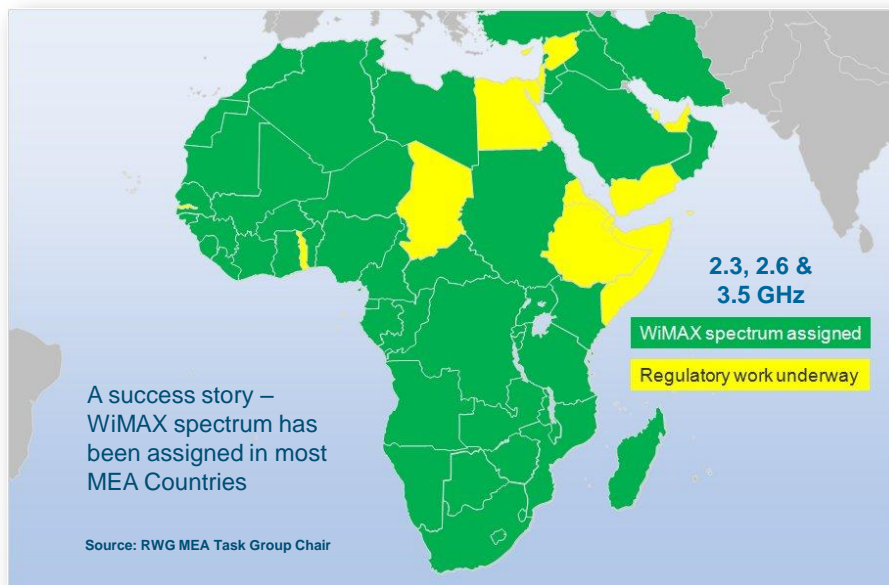 2.3, 2.6 &
3.5 GHz
WiMAX spectrum assigned
Regulatory work underway
A success story –
WiMAX spectrum has
been assigned in most
MEA Countries
Source: RWG MEA Task Group Chair